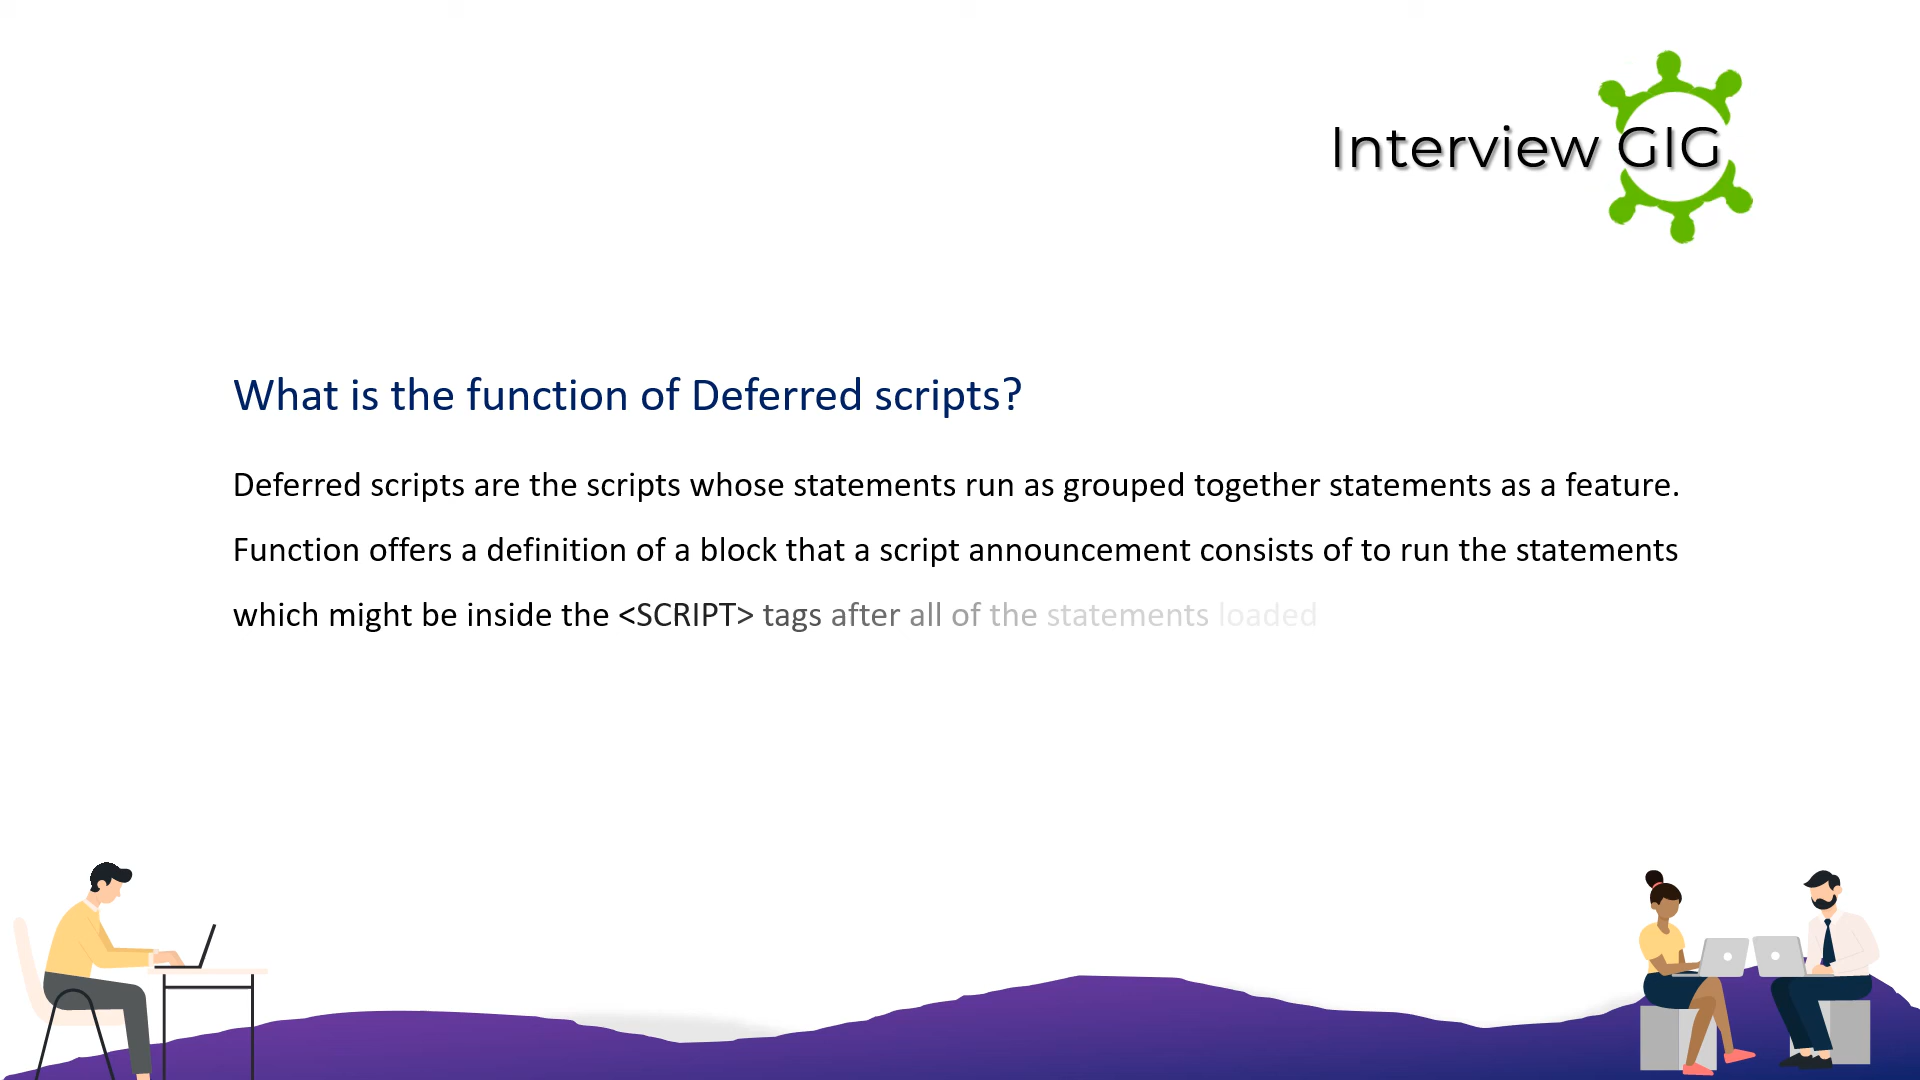 Interview GIG
What is the function of Deferred scripts?
Deferred scripts are the scripts whose statements run as grouped together statements as a feature.
Function offers a definition of a block that a script announcement consists of to run the statements
which might be inside the <SCRIPT> tags after all of the statements loaded